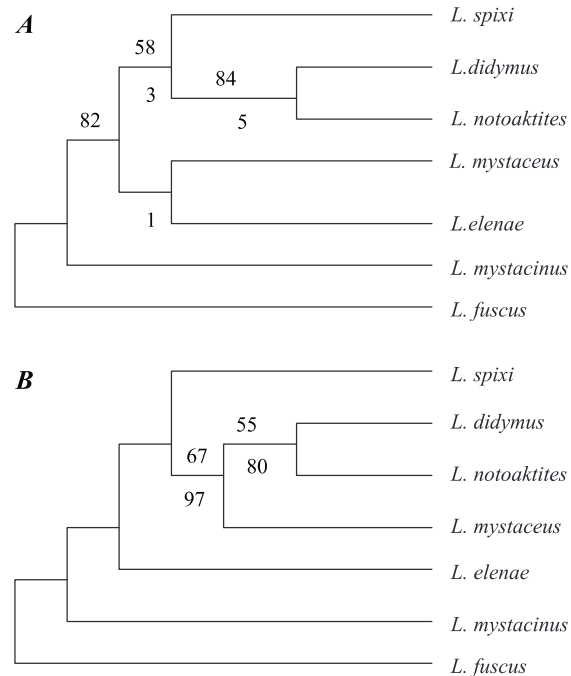 A
L. spixi
58
L.didymus
84
3
5
L. notoaktites
82
L. mystaceus
1
L.elenae
L. mystacinus
L. fuscus
B
L. spixi
55
L. didymus
67
80
L. notoaktites
97
L. mystaceus
L. elenae
L. mystacinus
L. fuscus